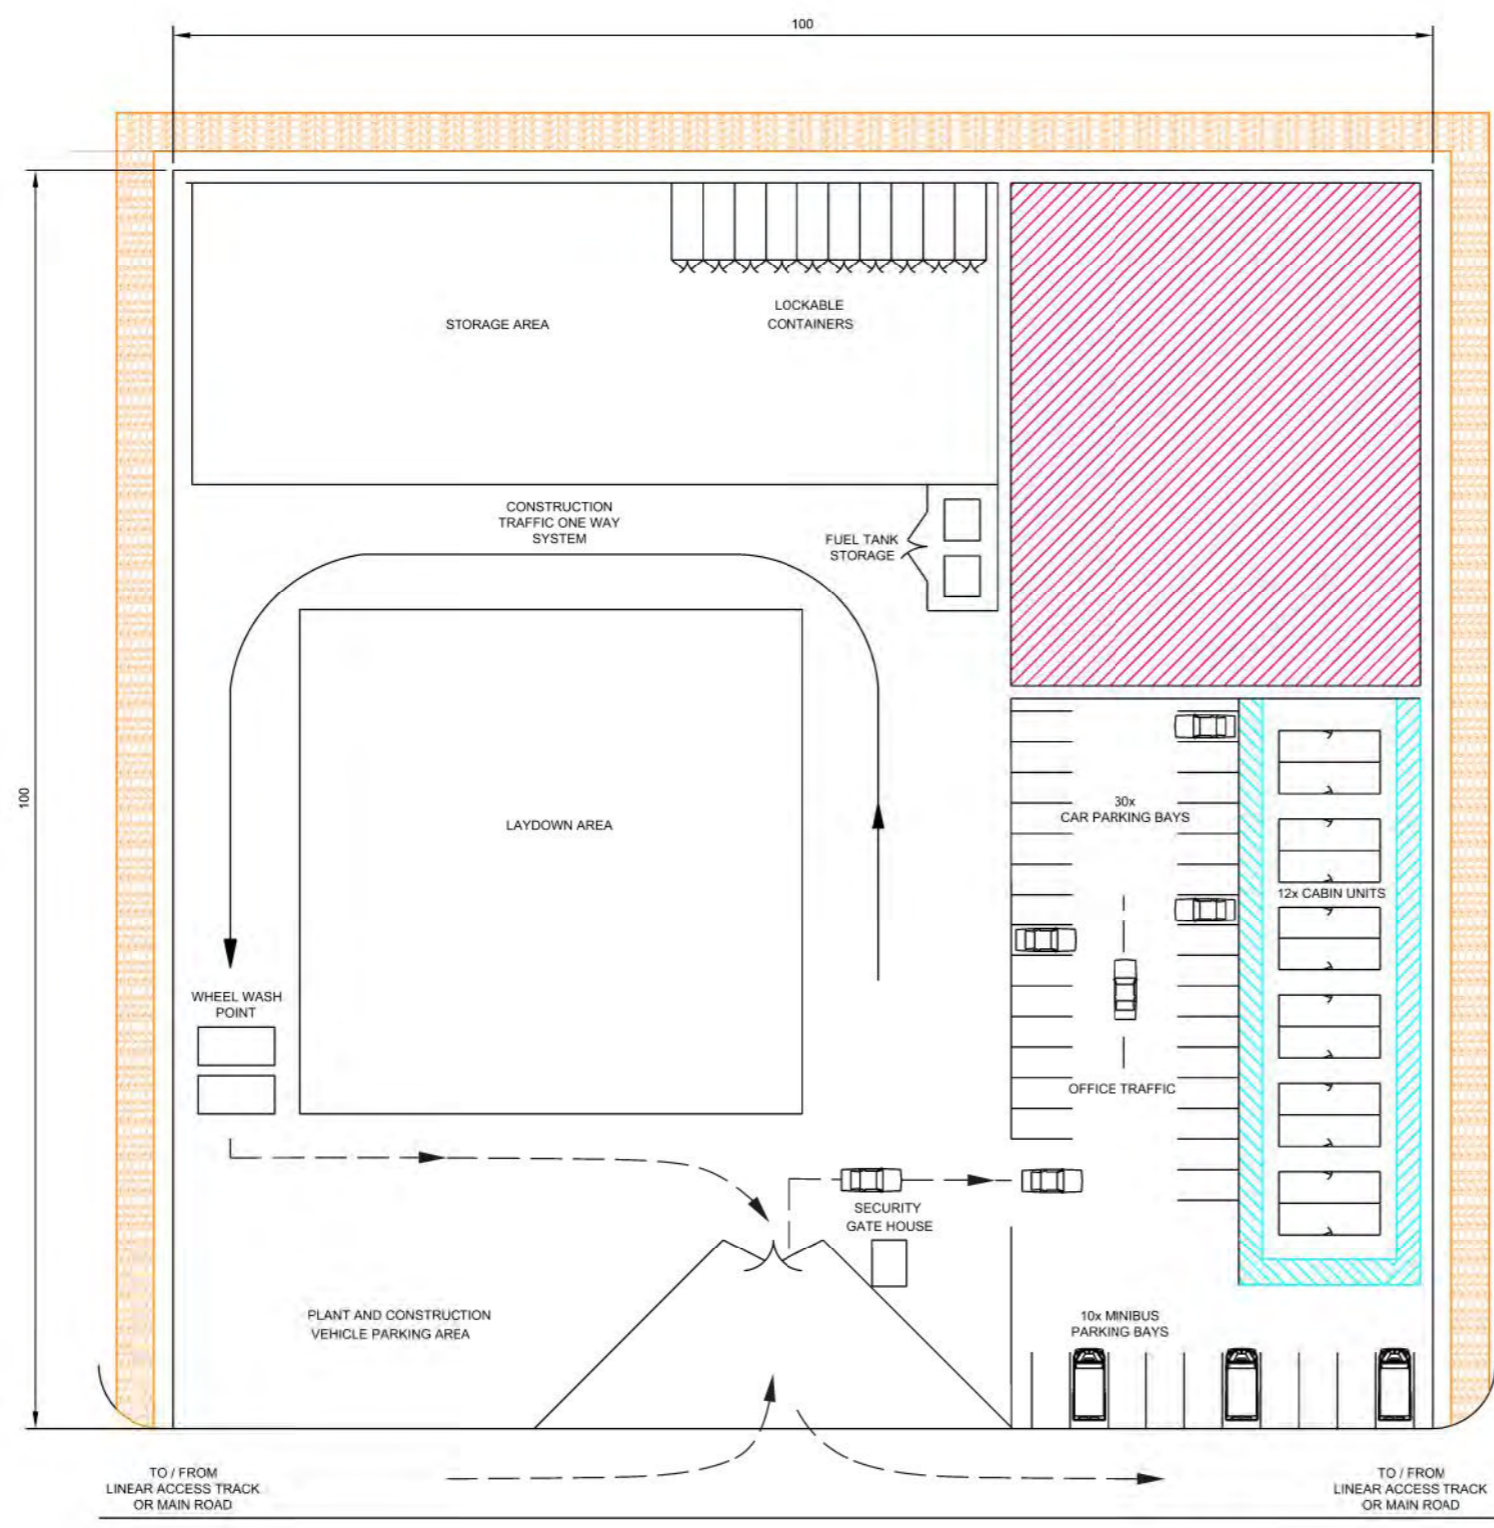 100
LOCKABLE
CONTAINERS
STORAGE AREA
CONSTRUCTION
TRAFFIC ONE WAY
SYSTEM
FUEL TANK
STORAGE
100
LAYDOWN AREA
30x
CAR PARKING BAYS
12x CABIN UNITS
WHEEL WASH
POINT
OFFICE TRAFFIC
SECURITY
GATE HOUSE
PLANT AND CONSTRUCTION
VEHICLE PARKING AREA
10x MINIBUS
PARKING BAYS
TO / FROM
LINEAR ACCESS TRACK
OR MAIN ROAD
TO / FROM
LINEAR ACCESS TRACK
OR MAIN ROAD